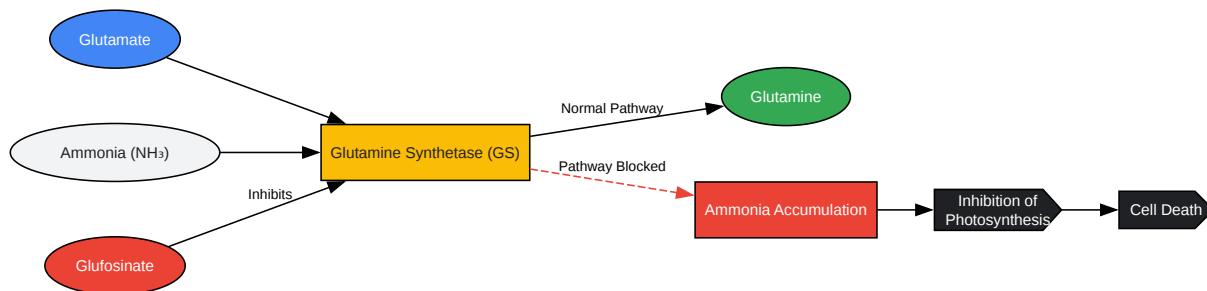 Glutamate
Ammonia (NH₃)
Glufosinate
Inhibits
Glutamine Synthetase (GS)
Normal Pathway
Pathway Blocked
Glutamine
Ammonia Accumulation
Inhibition of
Photosynthesis
Cell Death